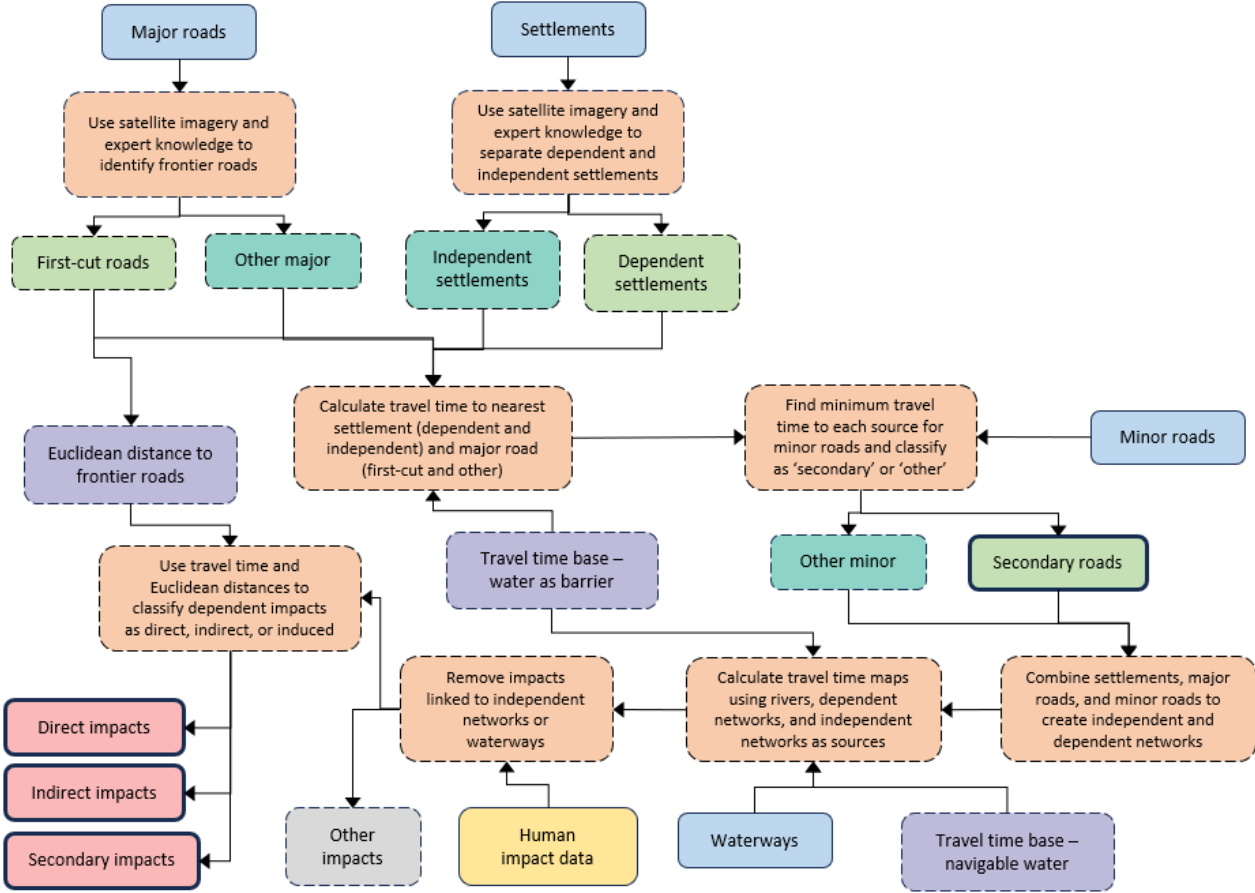 Major roads
Settlements
Use satellite imagery and
expert knowledge to
identify frontier roads
Use satellite imagery and
expert knowledge to
separate dependent and
independent settlements
First-cut roads
Other major
Independent
settlements
Dependent
settlements
Calculate travel time to nearest
settlement (dependent and
independent) and major road
(first-cut and other)
Find minimum travel
time to each source for
minor roads and classify
as ‘secondary’ or ‘other’
Minor roads
Euclidean distance to
frontier roads
Travel time base –
water as barrier
Other minor
Secondary roads
Use travel time and
Euclidean distances to
classify dependent impacts
as direct, indirect, or induced
Remove impacts
linked to independent
networks or
waterways
Calculate travel time maps
using rivers, dependent
networks, and independent
networks as sources
Combine settlements, major
roads, and minor roads to
create independent and
dependent networks
Direct impacts
Indirect impacts
Secondary impacts
Other
impacts
Human
impact data
Waterways
Travel time base –
navigable water